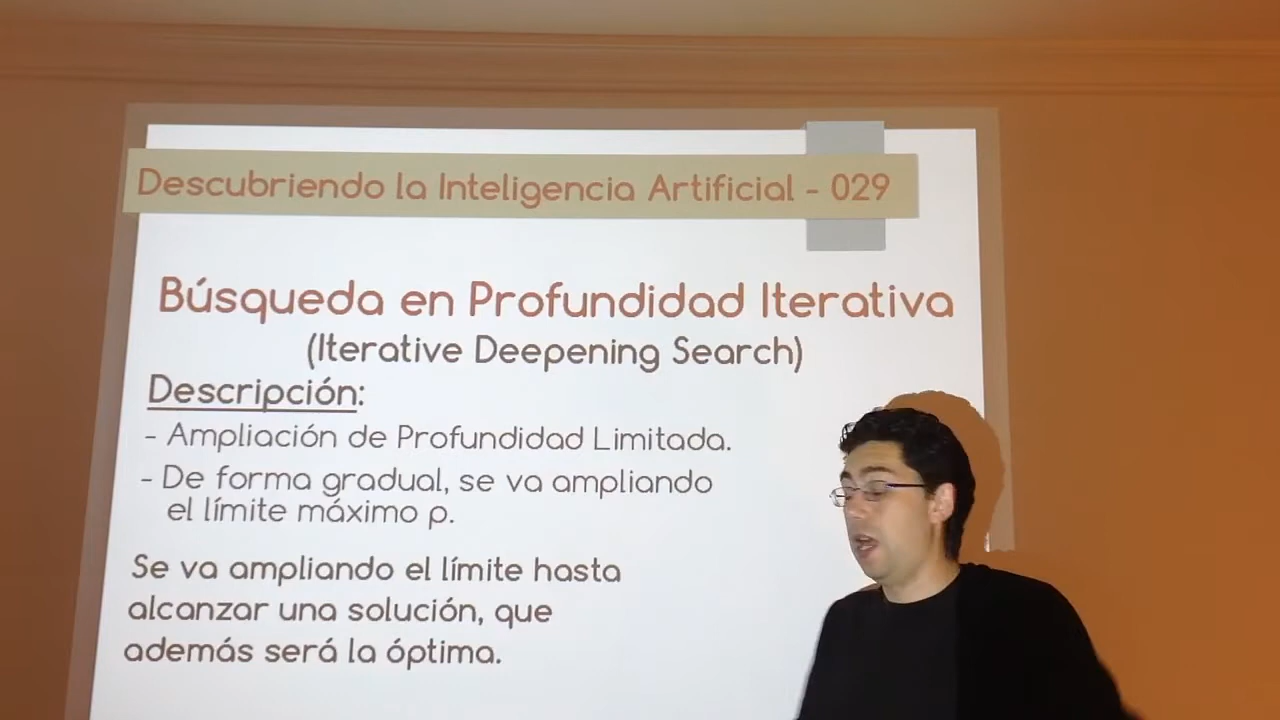 Descubriendo la Inteligencia Artificial - 029
Búsqueda en Profundidad Iterativa
(Iterative Deepening Search)
Descripción:
- Ampliación de Profundidad Limitada.
- De forma gradual, se va ampliando
el límite máximo p.
Se va ampliando el límite hasta
alcanzar una solución, que
además será la óptima.